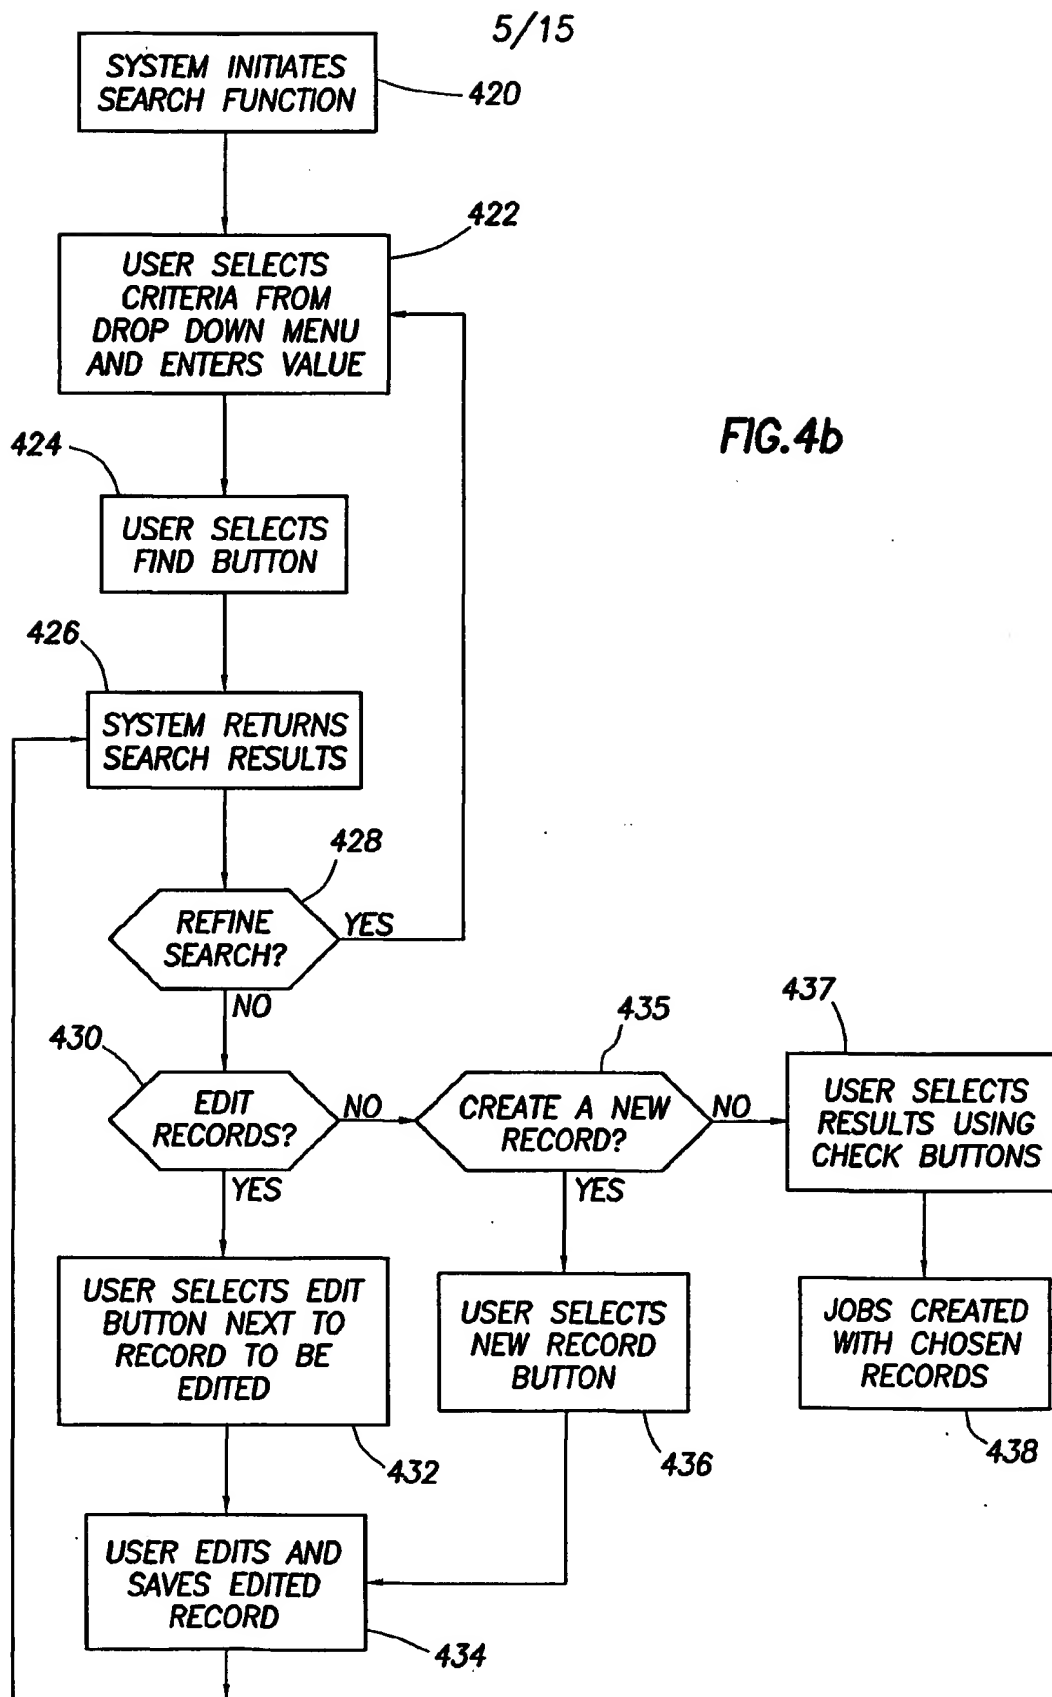 5/15
SYSTEM INITIATES
SEARCH FUNCTION
420
422
USER SELECTS
CRITERIA FROM
DROP DOWN MENU
AND ENTERS VALUE
FIG.4b
424
USER SELECTS
FIND BUTTON
426
SYSTEM RETURNS
SEARCH RESULTS
428
REFINE
SEARCH?
YES
NO
430
EDIT
RECORDS?
NO
YES
435
CREATE A NEW
RECORD?
NO
YES
437
USER SELECTS
RESULTS USING
CHECK BUTTONS
USER SELECTS EDIT
BUTTON NEXT TO
RECORD TO BE
EDITED
432
USER SELECTS
NEW RECORD
BUTTON
436
JOBS CREATED
WITH CHOSEN
RECORDS
438
USER EDITS AND
SAVES EDITED
RECORD
434